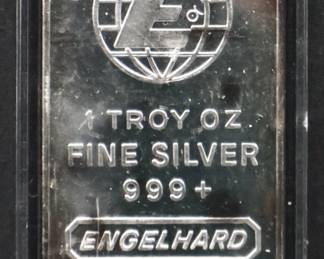 E
1 TROY OZ
FINE SILVER
999+
ENGELHARD